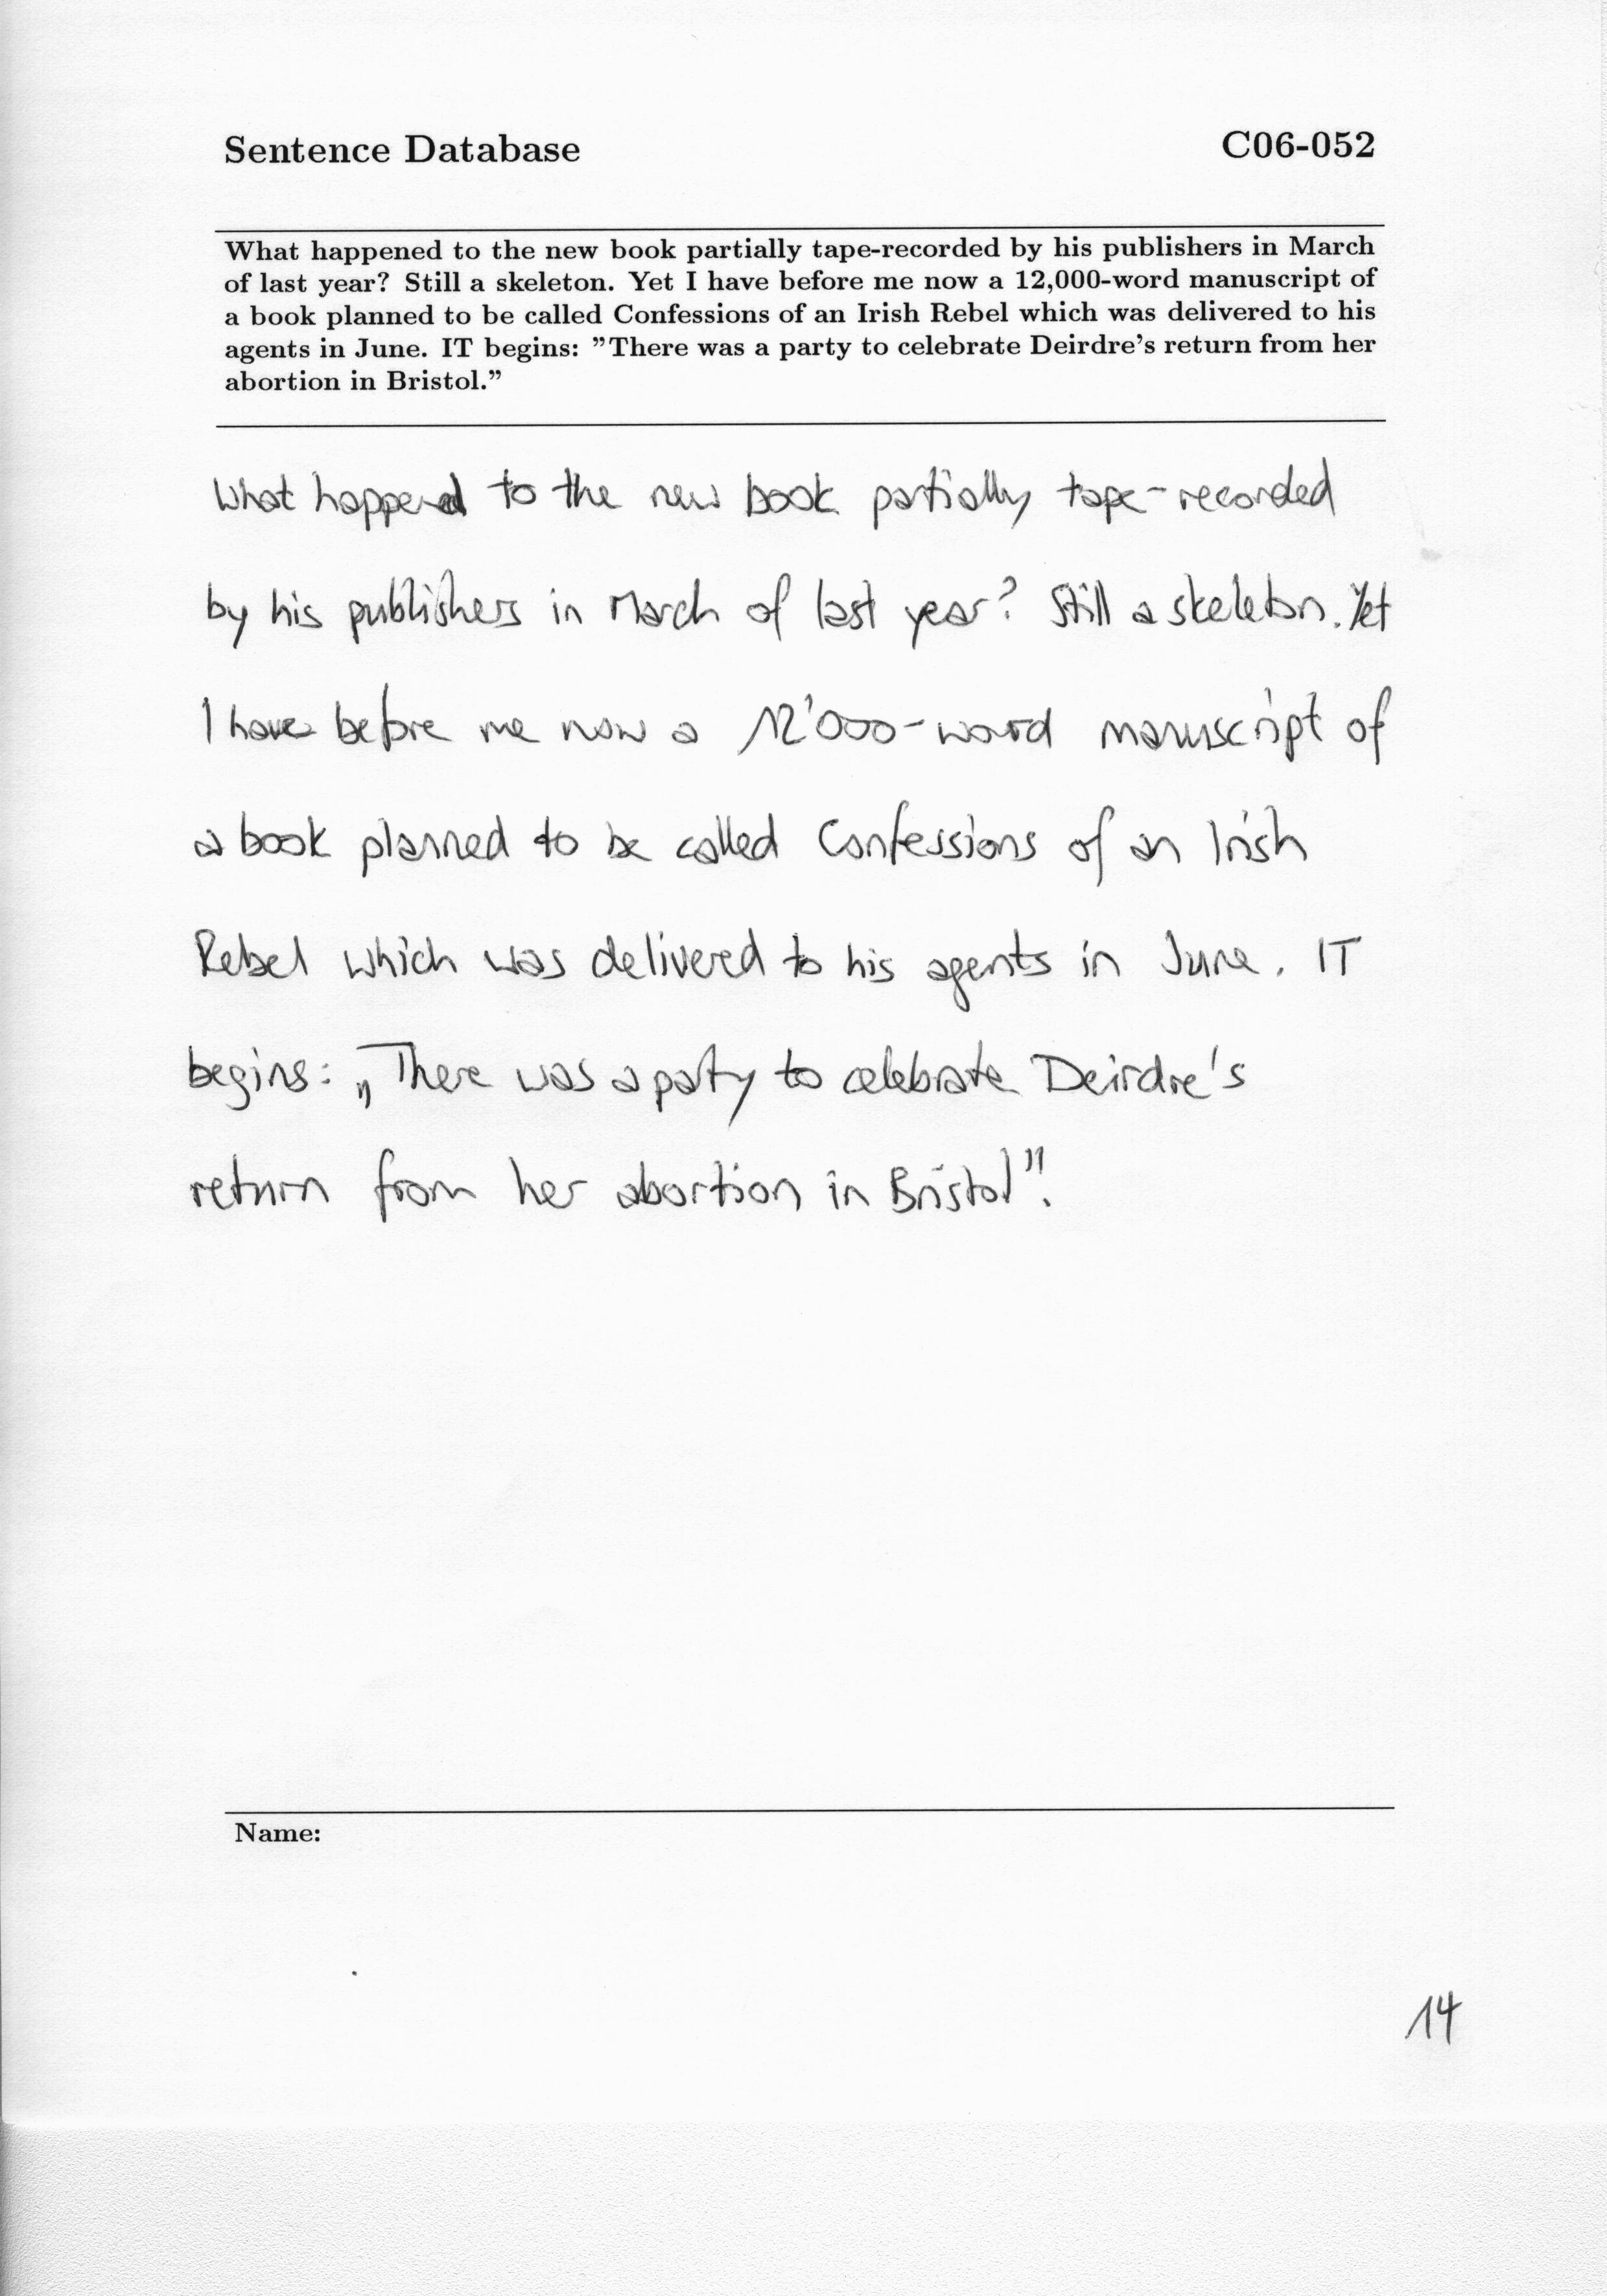 Sentence Database
C06-052
What happened to the new book partially tape-recorded by his publishers in March
of last year? Still a skeleton. Yet I have before me now a 12,000-word manuscript of
a book planned to be called Confessions of an Irish Rebel which was delivered to his
agents in June. IT begins: ”There was a party to celebrate Deirdre’s return from her
abortion in Bristol.”
What happened to the new book partially tape-recorded
by his publishers in March of last year? Still a skeleton. Yet
I have before me now a 12'000-word manuscript of
a book planned to be called Confessions of an Irish
Rebel which was delivered to his agents in June. IT
begins: „There was a party to celebrate Deirdre's
return from her abortion in Bristol".
Name:
14